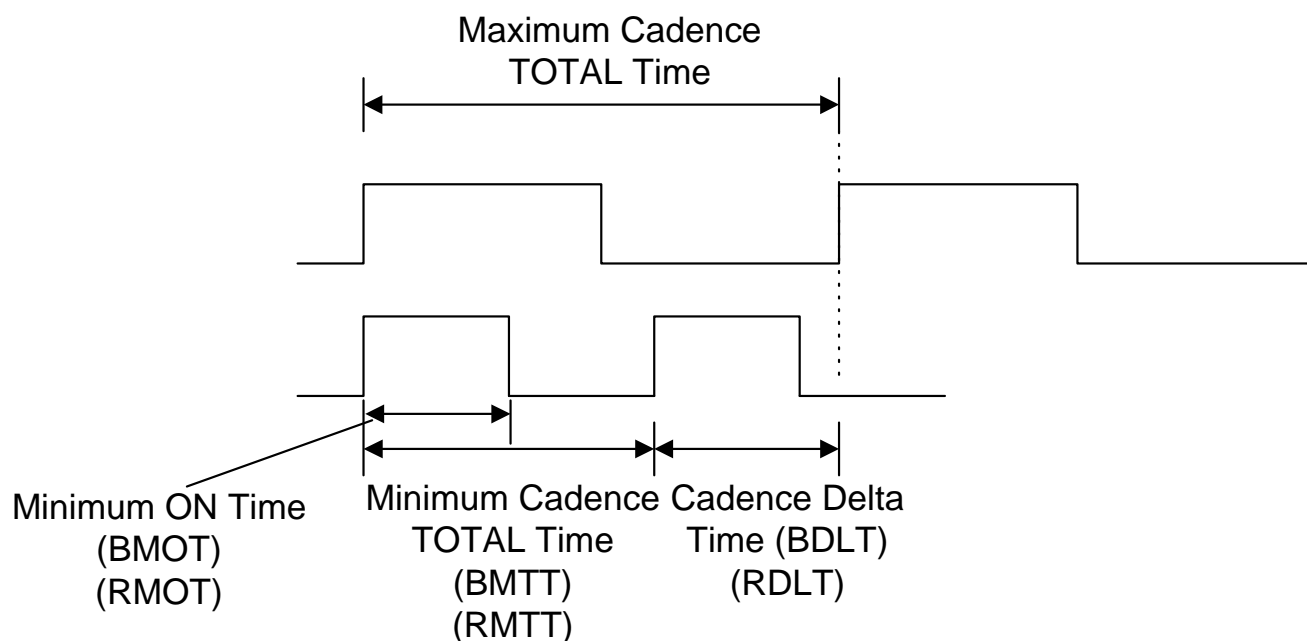 Maximum Cadence
TOTAL Time
Minimum ON Time
(BMOT)
(RMOT)
Minimum Cadence
TOTAL Time
(BMTT)
(RMTT)
Cadence Delta
Time (BDLT)
(RDLT)